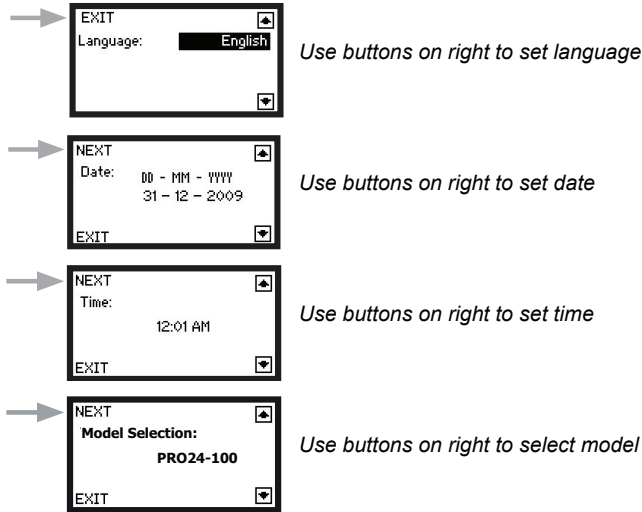 EXIT
Language: English
Use buttons on right to set language
NEXT
Date: DD - MM - YYYY
31 - 12 - 2009
EXIT
Use buttons on right to set date
NEXT
Time:
12:01 AM
EXIT
Use buttons on right to set time
NEXT
Model Selection:
PRO24-100
EXIT
Use buttons on right to select model